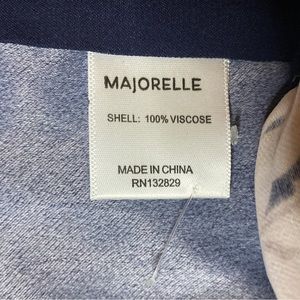 MAJORELLE
SHELL: 100% VISCOSE
MADE IN CHINA
RN132829